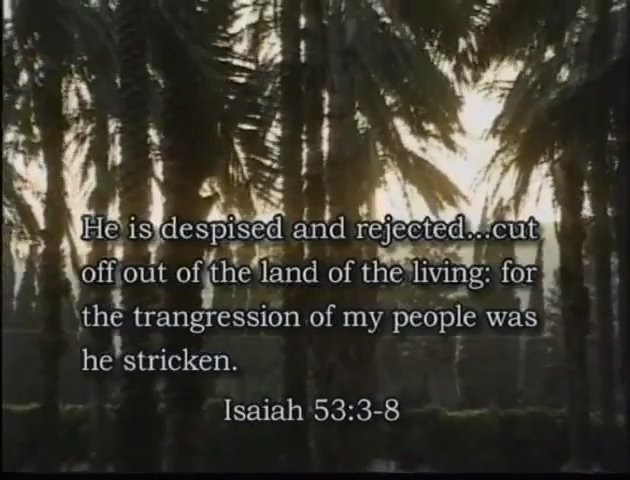 He is despised and rejected...cut
off out of the land of the living: for
the trangression of my people was
he stricken.
Isaiah 53:3-8